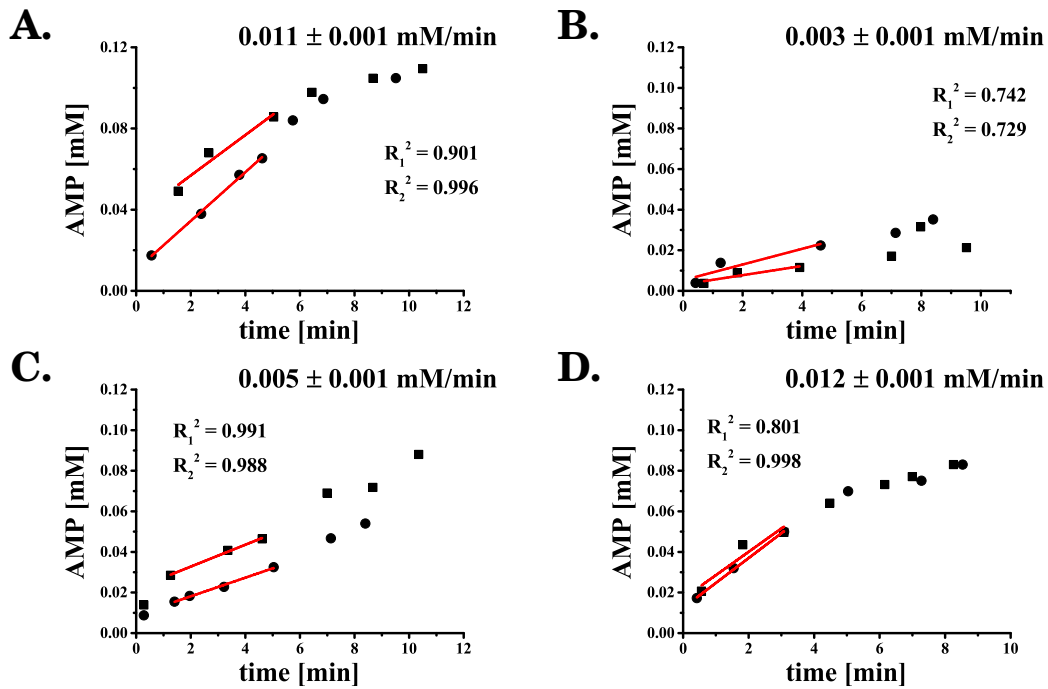 A.
0.011 ± 0.001 mM/min
0.12
0.08
0.04
0.00
AMP [mM]
R₁² = 0.901
R₂² = 0.996
0 2 4 6 8 10 12
time [min]
B.
0.003 ± 0.001 mM/min
0.12
0.08
0.04
0.00
AMP [mM]
R₁² = 0.742
R₂² = 0.729
0 2 4 6 8 10
time [min]
C.
0.005 ± 0.001 mM/min
0.12
0.10
0.08
0.06
0.04
0.02
0.00
AMP [mM]
R₁² = 0.991
R₂² = 0.988
0 2 4 6 8 10 12
time [min]
D.
0.012 ± 0.001 mM/min
0.12
0.10
0.08
0.06
0.04
0.02
0.00
AMP [mM]
R₁² = 0.801
R₂² = 0.998
0 2 4 6 8 10
time [min]